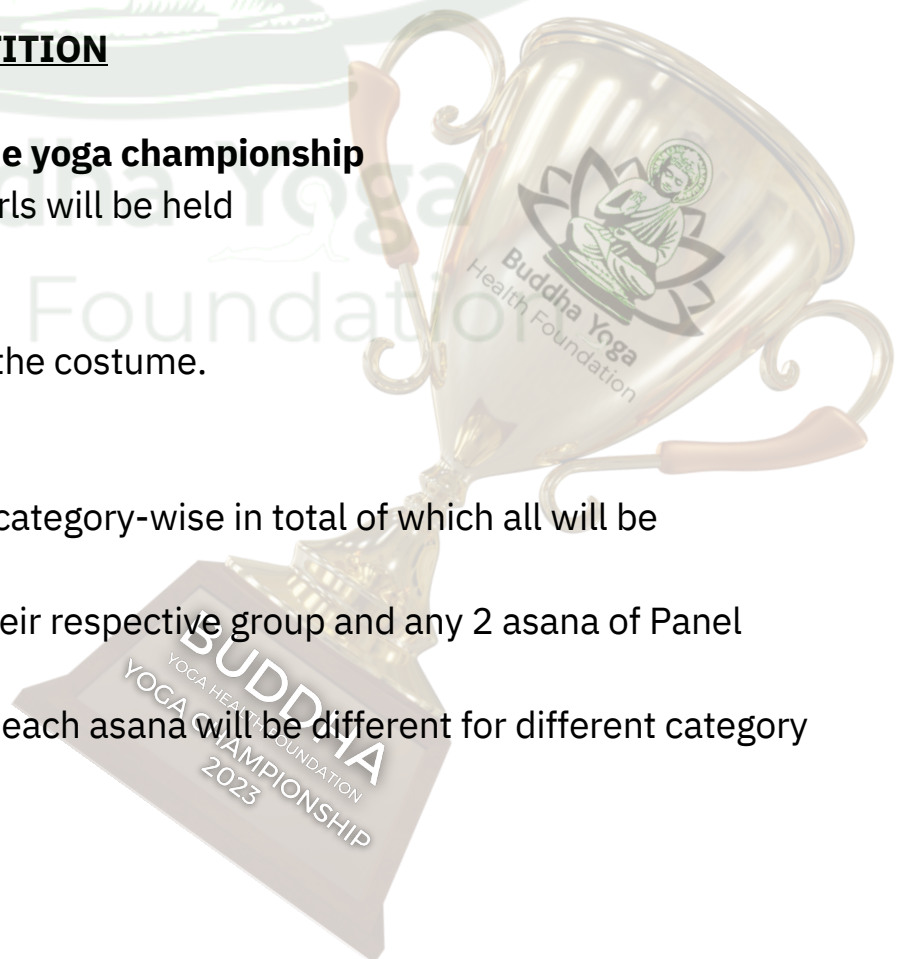 TITION
e yoga championship
rls will be held
dha Yoga
Foundation
Buddha Yoga
Health Foundation
the costume.
category-wise in total of which all will be
eir respective group and any 2 asana of Panel
each asana will be different for different category
BUDDHA
YOGA HEALTH FOUNDATION
YOGA CHAMPIONSHIP
2023